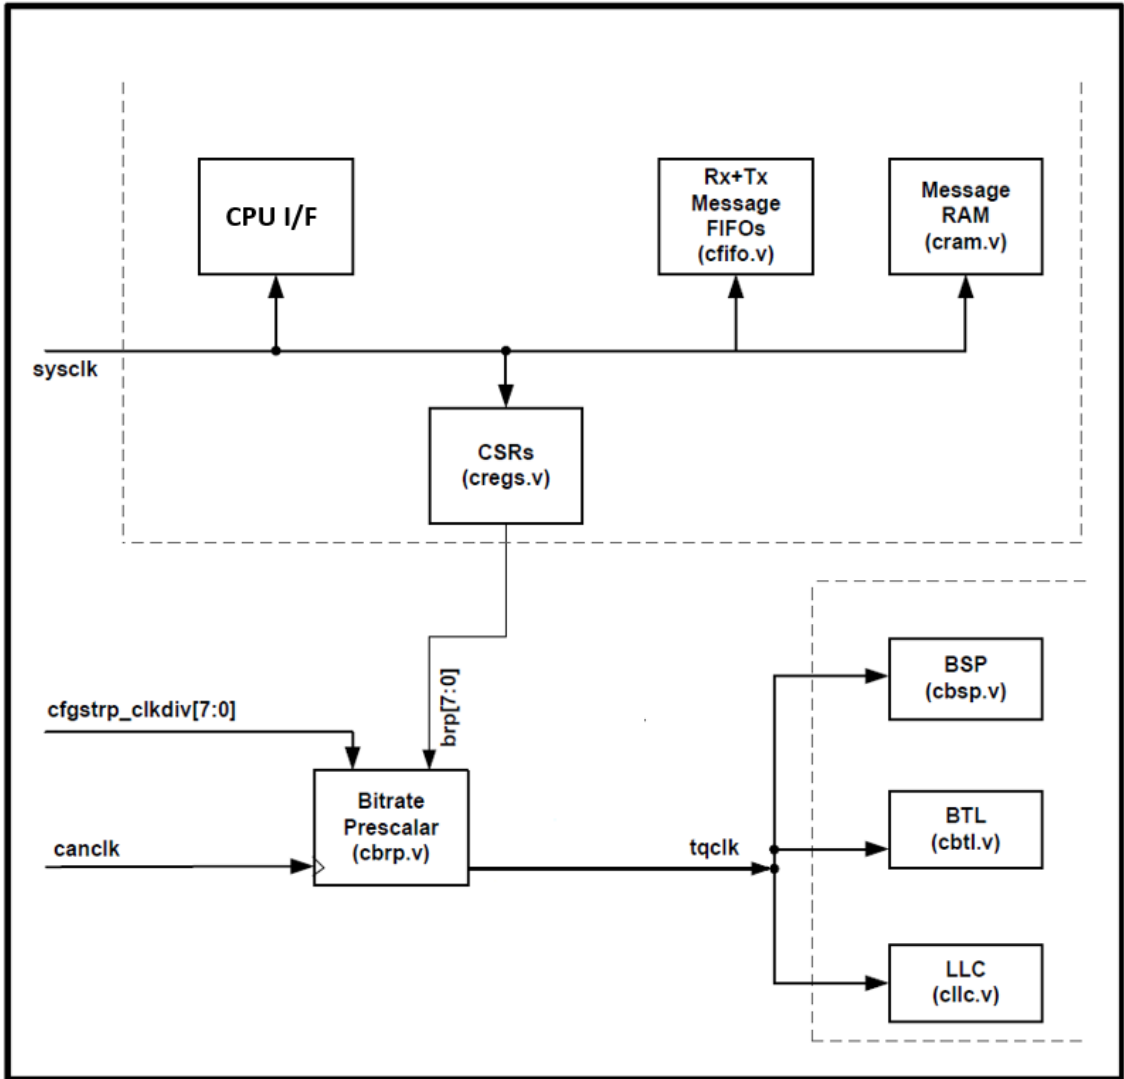 CPU I/F
Rx+Tx
Message
FIFOs
(cfifo.v)
Message
RAM
(cram.v)
sysclk
CSRs
(cregs.v)
brp[7:0]
cfgstrp_clkdiv[7:0]
Bitrate
Prescalar
(cbrp.v)
canclk
tqclk
BSP
(cbsp.v)
BTL
(cbtl.v)
LLC
(cllc.v)